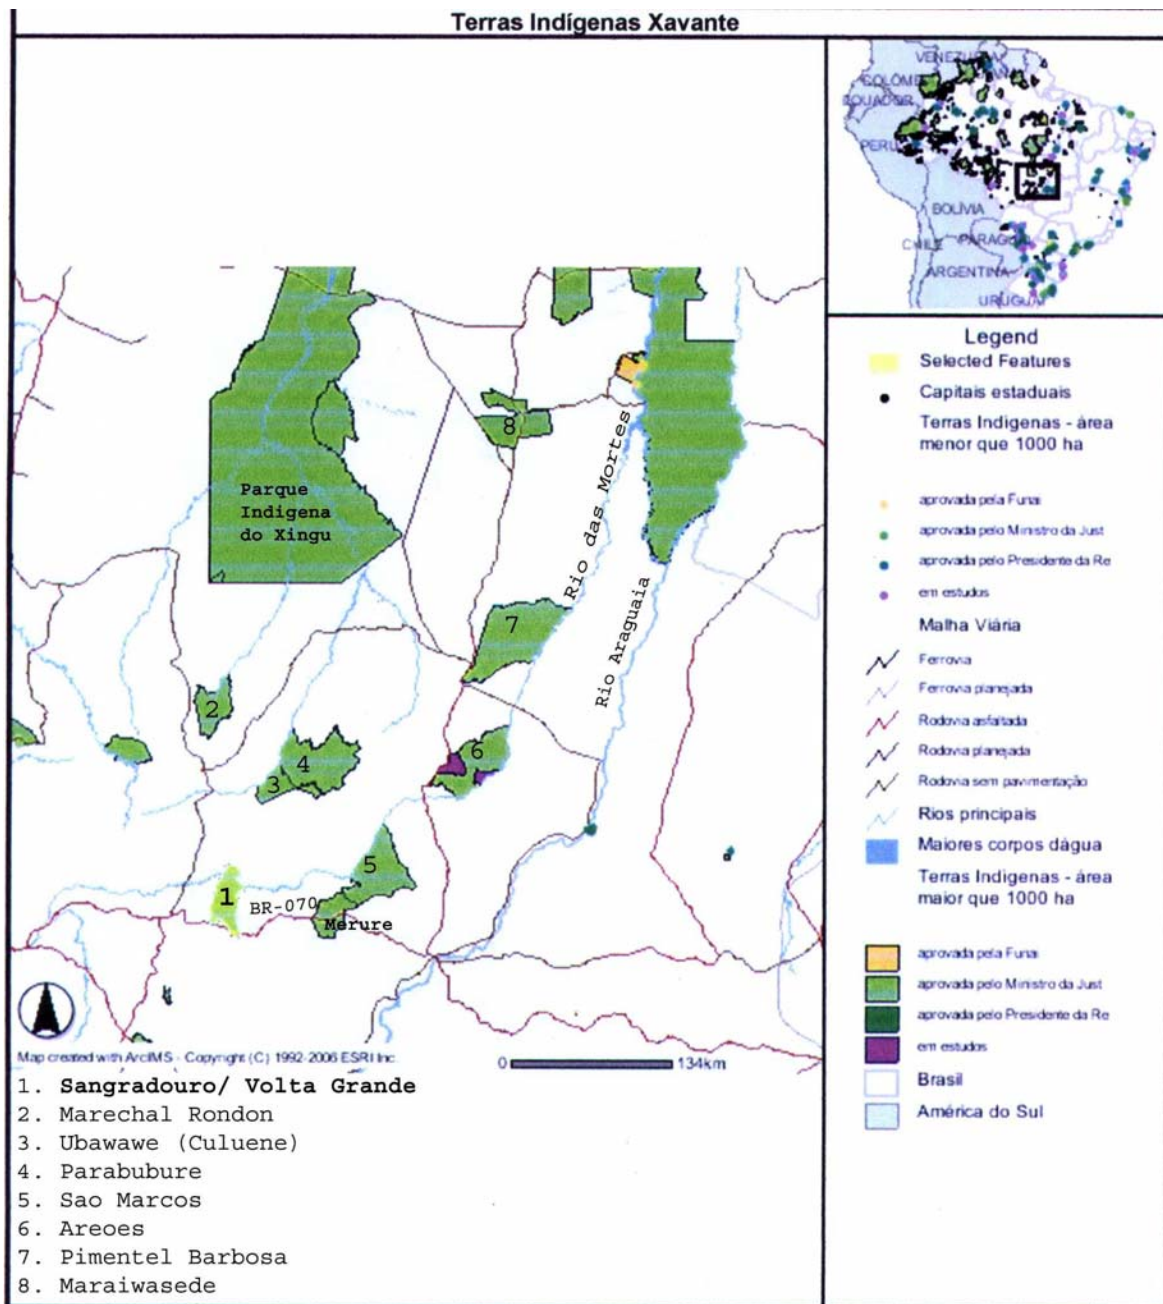 Terras Indígenas Xavante
VENEZUELA
COLÔMB
ECUADOR
PERU
BOLÍVIA
CHILE
PARAGU
ARGENTINA
URUGUAI
Parque
Indigena
do Xingu
8
Rio das Mortes
Rio Araguaia
7
2
6
4
3
5
1
BR-070
Merure
Map created with ArcIMS - Copyright (C) 1992-2006 ESRI Inc.
0
134km
Legend
Selected Features
Capitais estaduais
Terras Indigenas - área
menor que 1000 ha
aprovada pela Funai
aprovada pelo Ministro da Just
aprovada pelo Presidente da Re
em estudos
Malha Viária
Ferrovia
Ferrovia planejada
Rodovia asfaltada
Rodovia planejada
Rodovia sem pavimentação
Rios principais
Maiores corpos dágua
Terras Indigenas - área
maior que 1000 ha
aprovada pela Funai
aprovada pelo Ministro da Just
aprovada pelo Presidente da Re
em estudos
Brasil
América do Sul
1. Sangradouro/ Volta Grande
2. Marechal Rondon
3. Ubawawe (Culuene)
4. Parabubure
5. Sao Marcos
6. Areoes
7. Pimentel Barbosa
8. Maraiwasede